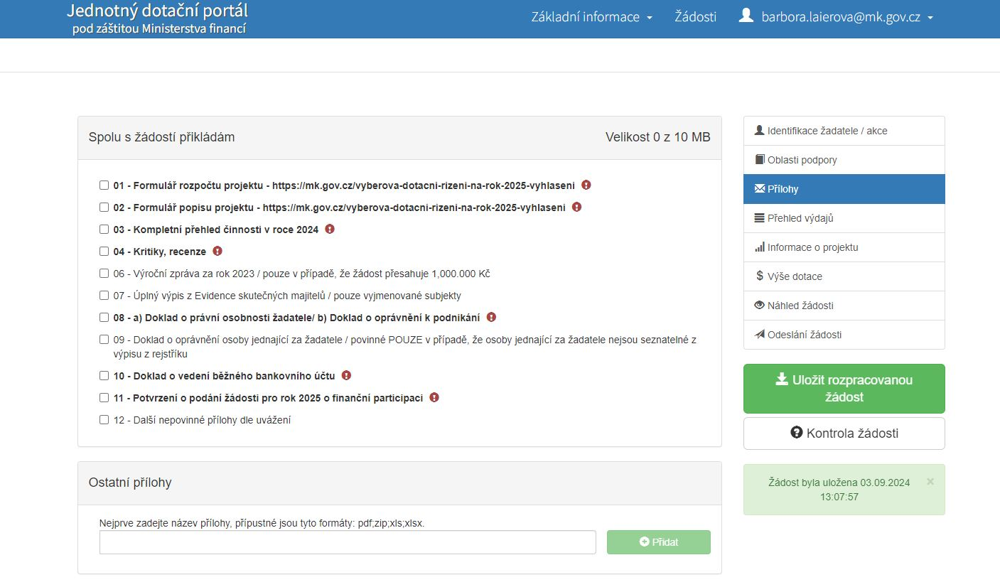 Jednotný dotační portál
pod záštitou Ministerstva financí
Základní informace
Žádosti
barbora.laierova@mk.gov.cz
Spolu s žádostí přikládám
Velikost 0 z 10 MB
01 - Formulář rozpočtu projektu - https://mk.gov.cz/vyberova-dotacni-rizeni-na-rok-2025-vyhlaseni
02 - Formulář popisu projektu - https://mk.gov.cz/vyberova-dotacni-rizeni-na-rok-2025-vyhlaseni
03 - Kompletní přehled činnosti v roce 2024
04 - Kritiky, recenze
06 - Výroční zpráva za rok 2023 / pouze v případě, že žádost přesahuje 1,000.000 Kč
07 - Úplný výpis z Evidence skutečných majitelů / pouze vyjmenované subjekty
08 - a) Doklad o právní osobnosti žadatele/ b) Doklad o oprávnění k podnikání
09 - Doklad o oprávnění osoby jednající za žadatele / povinné POUZE v případě, že osoby jednající za žadatele nejsou seznatelné z
výpisu z rejstříku
10 - Doklad o vedení běžného bankovního účtu
11 - Potvrzení o podání žádosti pro rok 2025 o finanční participaci
12 - Další nepovinné přílohy dle uvážení
Ostatní přílohy
Nejprve zadejte název přílohy, přípustné jsou tyto formáty: pdf;zip;xls;xlsx.
Přidat
Identifikace žadatele / akce
Oblasti podpory
Přílohy
Přehled výdajů
Informace o projektu
Výše dotace
Náhled žádosti
Odeslání žádosti
Uložit rozpracovanou
žádost
Kontrola žádosti
Žádost byla uložena 03.09.2024
13:07:57